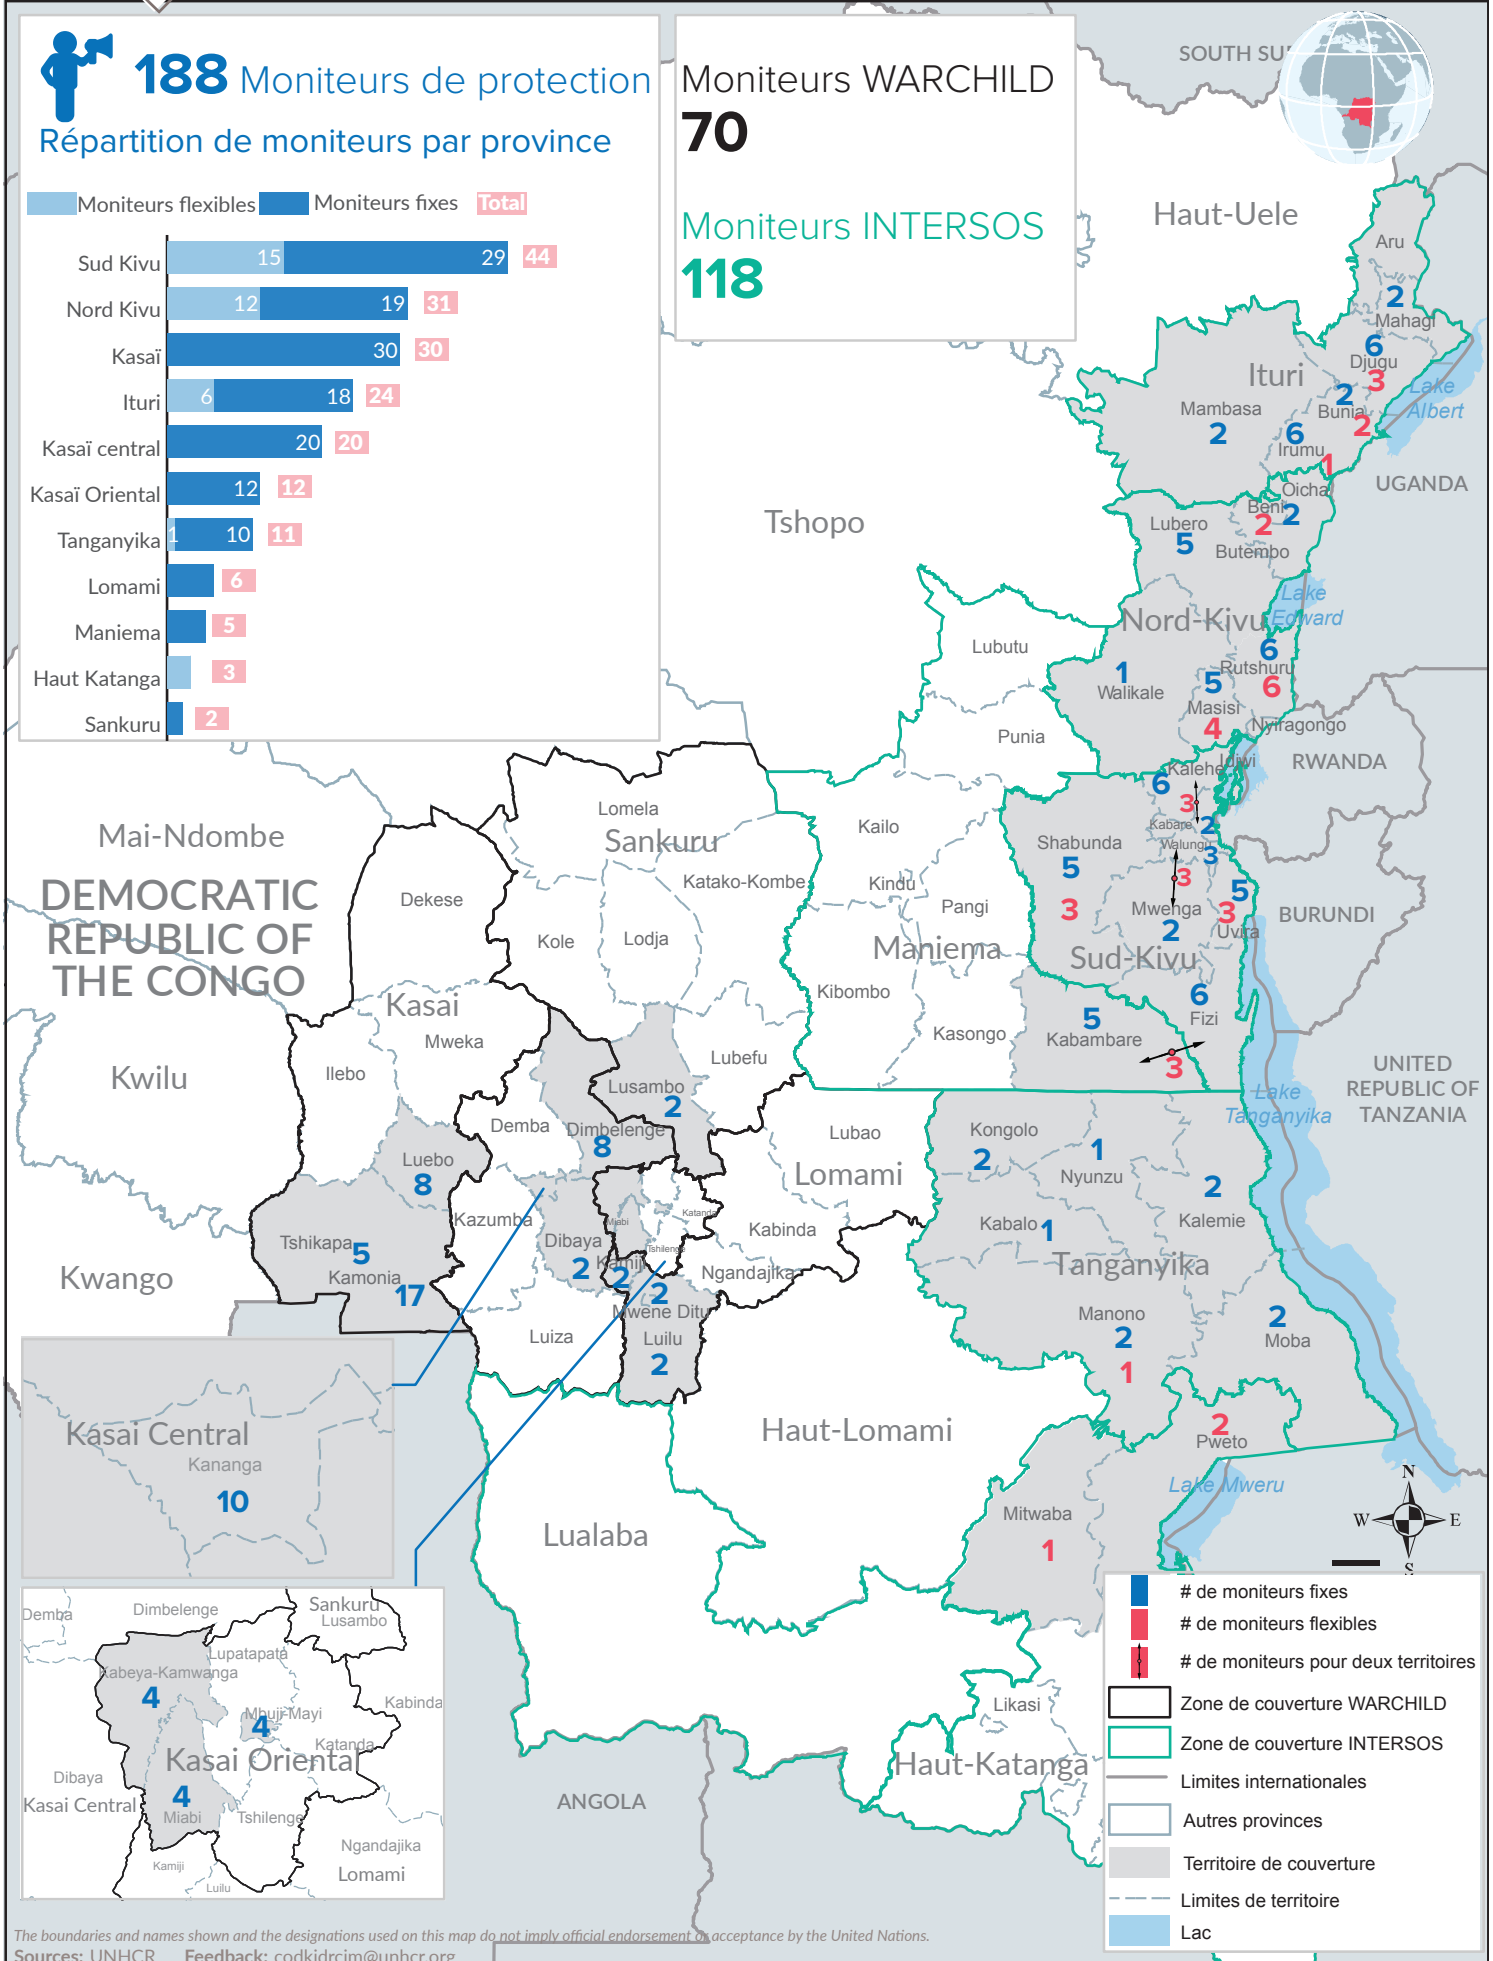 188 Moniteurs de protection
Répartition de moniteurs par province
Moniteurs flexibles Moniteurs fixes Total
Sud Kivu 15 29 44
Nord Kivu 12 19 31
Kasaï 30 30
Ituri 6 18 24
Kasaï central 20 20
Kasaï Oriental 12 12
Tanganyika 1 10 11
Lomami 6
Maniema 5
Haut Katanga 3
Sankuru 2
Moniteurs WARCHILD
70
Moniteurs INTERSOS
118
Haut-Uele
Aru
2
Mahagi
6
Djugu
3
Ituri
Lake
Albert
2
Bunia
2
Mambasa
2
6
Irumu
1
UGANDA
Oicha
Beni
2
2
Lubero
5
Butembo
Tshopo
Lake
Edward
Nord-Kivu
6
Rutshuru
6
Lubutu
1
Walikale
5
Masisi
4
Nyiragongo
Punia
RWANDA
Idjwi
Kalehe
6
3
Kabare
2
Walungu
3
3
Shabunda
5
3
Mwenga
2
5
3
Uvira
BURUNDI
Sud-Kivu
6
Fizi
Lomela
Sankuru
Katako-Kombe
Kole
Lodja
Lubefu
Lusambo
2
Kailo
Kindu
Pangi
Maniema
Kibombo
Kasongo
5
Kabambare
3
Mai-Ndombe
DEMOCRATIC
REPUBLIC OF
THE CONGO
Dekese
Kasai
Mweka
Ilebo
Kwilu
Luebo
8
Tshikapa
5
Kamonia
17
Kwango
Demba
Dimbelenge
8
Kazumba
Dibaya
2
Luiza
Miabi
Katanda
Tshilenge
Kamiji
2
2
Mwene Ditu
Luilu
2
Lubao
Lomami
Kabinda
Ngandajika
UNITED
REPUBLIC OF
TANZANIA
Lake
Tanganyika
Kongolo
2
1
Nyunzu
2
Kalemie
Kabalo 1
Tanganyika
Manono
2
1
2
Moba
Haut-Lomami
2
Pweto
Lake Mweru
Mitwaba
1
Lualaba
Likasi
Haut-Katanga
ANGOLA
Kasai Central
Kananga
10
Demba
Dimbelenge
Sankuru
Lusambo
Lupatapata
Kabeya-Kamwanga
4
Kabinda
Mbuji-Mayi
4
Katanda
Kasai Oriental
Dibaya
4
Kasai Central
Miabi
Tshilenge
Ngandajika
Kamiji
Lomami
Luilu
N
W E
S
# de moniteurs fixes
# de moniteurs flexibles
# de moniteurs pour deux territoires
Zone de couverture WARCHILD
Zone de couverture INTERSOS
Limites internationales
Autres provinces
Territoire de couverture
Limites de territoire
Lac
The boundaries and names shown and the designations used on this map do not imply official endorsement or acceptance by the United Nations.
Sources: UNHCR Feedback: codkidrcim@unhcr.org